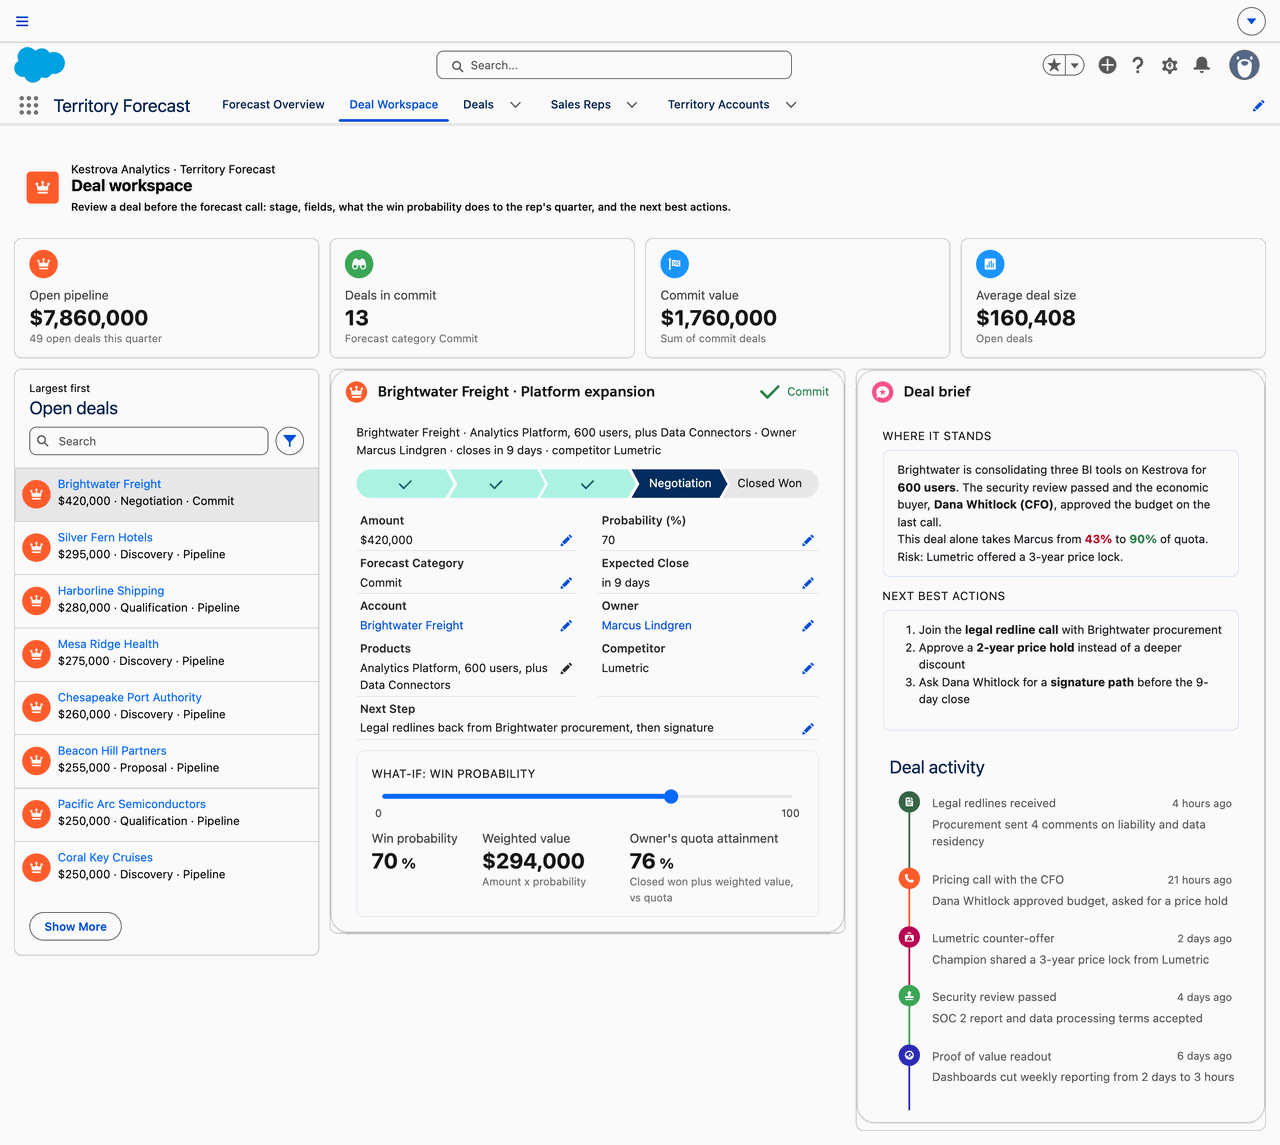 Search...
Territory Forecast
Forecast Overview
Deal Workspace
Deals
Sales Reps
Territory Accounts
Kestrova Analytics · Territory Forecast
Deal workspace
Review a deal before the forecast call: stage, fields, what the win probability does to the rep's quarter, and the next best actions.
Open pipeline
$7,860,000
49 open deals this quarter
Deals in commit
13
Forecast category Commit
Commit value
$1,760,000
Sum of commit deals
Average deal size
$160,408
Open deals
Largest first
Open deals
Search
Brightwater Freight
$420,000 · Negotiation · Commit
Silver Fern Hotels
$295,000 · Discovery · Pipeline
Harborline Shipping
$280,000 · Qualification · Pipeline
Mesa Ridge Health
$275,000 · Discovery · Pipeline
Chesapeake Port Authority
$260,000 · Discovery · Pipeline
Beacon Hill Partners
$255,000 · Proposal · Pipeline
Pacific Arc Semiconductors
$250,000 · Qualification · Pipeline
Coral Key Cruises
$250,000 · Discovery · Pipeline
Show More
Brightwater Freight · Platform expansion
Commit
Brightwater Freight · Analytics Platform, 600 users, plus Data Connectors · Owner
Marcus Lindgren · closes in 9 days · competitor Lumetric
Negotiation
Closed Won
Amount
$420,000
Probability (%)
70
Forecast Category
Commit
Expected Close
in 9 days
Account
Brightwater Freight
Owner
Marcus Lindgren
Products
Analytics Platform, 600 users, plus
Data Connectors
Competitor
Lumetric
Next Step
Legal redlines back from Brightwater procurement, then signature
WHAT-IF: WIN PROBABILITY
0
100
Win probability
70 %
Weighted value
$294,000
Amount x probability
Owner's quota attainment
76 %
Closed won plus weighted value,
vs quota
Deal brief
WHERE IT STANDS
Brightwater is consolidating three BI tools on Kestrova for
600 users. The security review passed and the economic
buyer, Dana Whitlock (CFO), approved the budget on the
last call.
This deal alone takes Marcus from 43% to 90% of quota.
Risk: Lumetric offered a 3-year price lock.
NEXT BEST ACTIONS
1. Join the legal redline call with Brightwater procurement
2. Approve a 2-year price hold instead of a deeper
discount
3. Ask Dana Whitlock for a signature path before the 9-
day close
Deal activity
Legal redlines received
4 hours ago
Procurement sent 4 comments on liability and data
residency
Pricing call with the CFO
21 hours ago
Dana Whitlock approved budget, asked for a price hold
Lumetric counter-offer
2 days ago
Champion shared a 3-year price lock from Lumetric
Security review passed
4 days ago
SOC 2 report and data processing terms accepted
Proof of value readout
6 days ago
Dashboards cut weekly reporting from 2 days to 3 hours